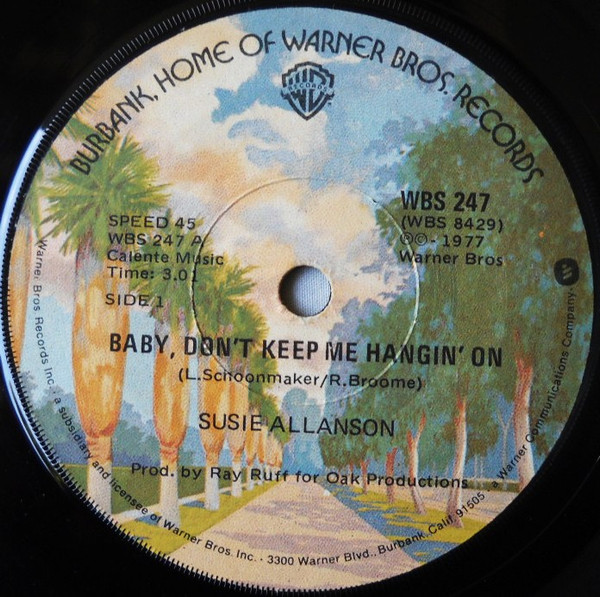 BURBANK, HOME OF WARNER BROS. RECORDS
W RECORDS B
SPEED 45
WBS 247 A
Calente Music
Time: 3.01
SIDE 1
WBS 247
(WBS 8429)
ⓅⒸ - 1977
Warner Bros
BABY, DON'T KEEP ME HANGIN' ON
(L.Schoonmaker/R.Broome)
SUSIE ALLANSON
Prod. by Ray Ruff for Oak Productions
Warner Bros Records Inc., a subsidiary and licensee of Warner Bros. Inc. - 3300 Warner Blvd., Burbank, Calif. 91505 . a Warner Communications Company.